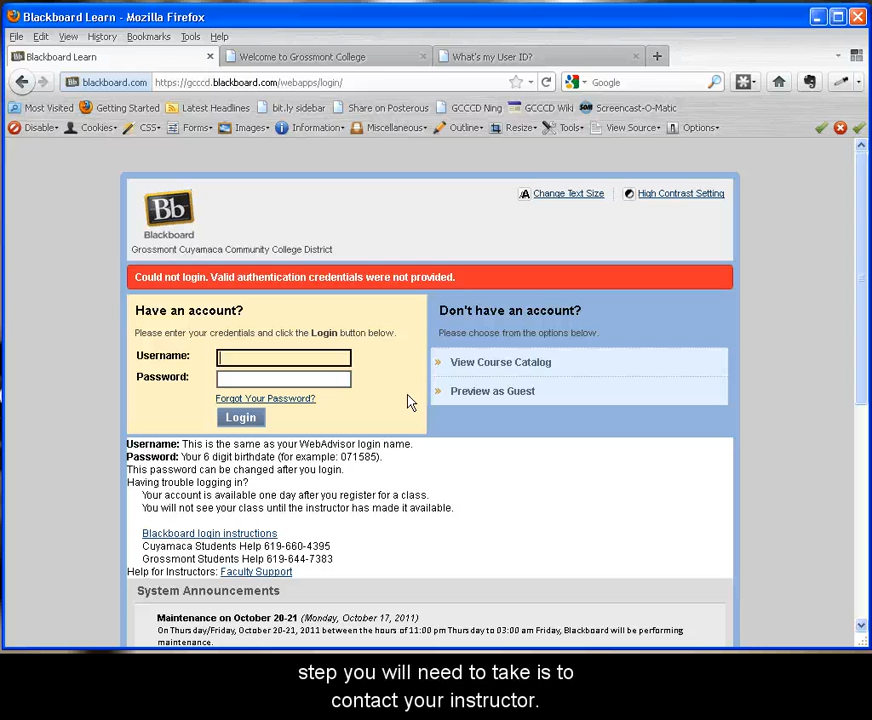 Blackboard Learn - Mozilla Firefox
File Edit View History Bookmarks Tools Help
Blackboard Learn Welcome to Grossmont College What's my User ID?
blackboard.com https://gcccd.blackboard.com/webapps/login/ Google
Most Visited Getting Started Latest Headlines bit.ly sidebar Share on Posterous GCCCD Ning GCCCD Wiki Screencast-O-Matic
Disable Cookies CSS Forms Images Information Miscellaneous Outline Resize Tools View Source Options
Change Text Size High Contrast Setting
Bb
Blackboard
Grossmont Cuyamaca Community College District
Could not login. Valid authentication credentials were not provided.
Have an account?
Please enter your credentials and click the Login button below.
Username:
Password:
Forgot Your Password?
Login
Don't have an account?
Please choose from the options below.
View Course Catalog
Preview as Guest
Username: This is the same as your WebAdvisor login name.
Password: Your 6 digit birthdate (for example: 071585).
This password can be changed after you login.
Having trouble logging in?
Your account is available one day after you register for a class.
You will not see your class until the instructor has made it available.
Blackboard login instructions
Cuyamaca Students Help 619-660-4395
Grossmont Students Help 619-644-7383
Help for Instructors: Faculty Support
System Announcements
Maintenance on October 20-21 (Monday, October 17, 2011)
On Thursday/Friday, October 20-21, 2011 between the hours of 11:00 pm Thursday to 03:00 am Friday, Blackboard will be performing
maintenance.
step you will need to take is to
contact your instructor.